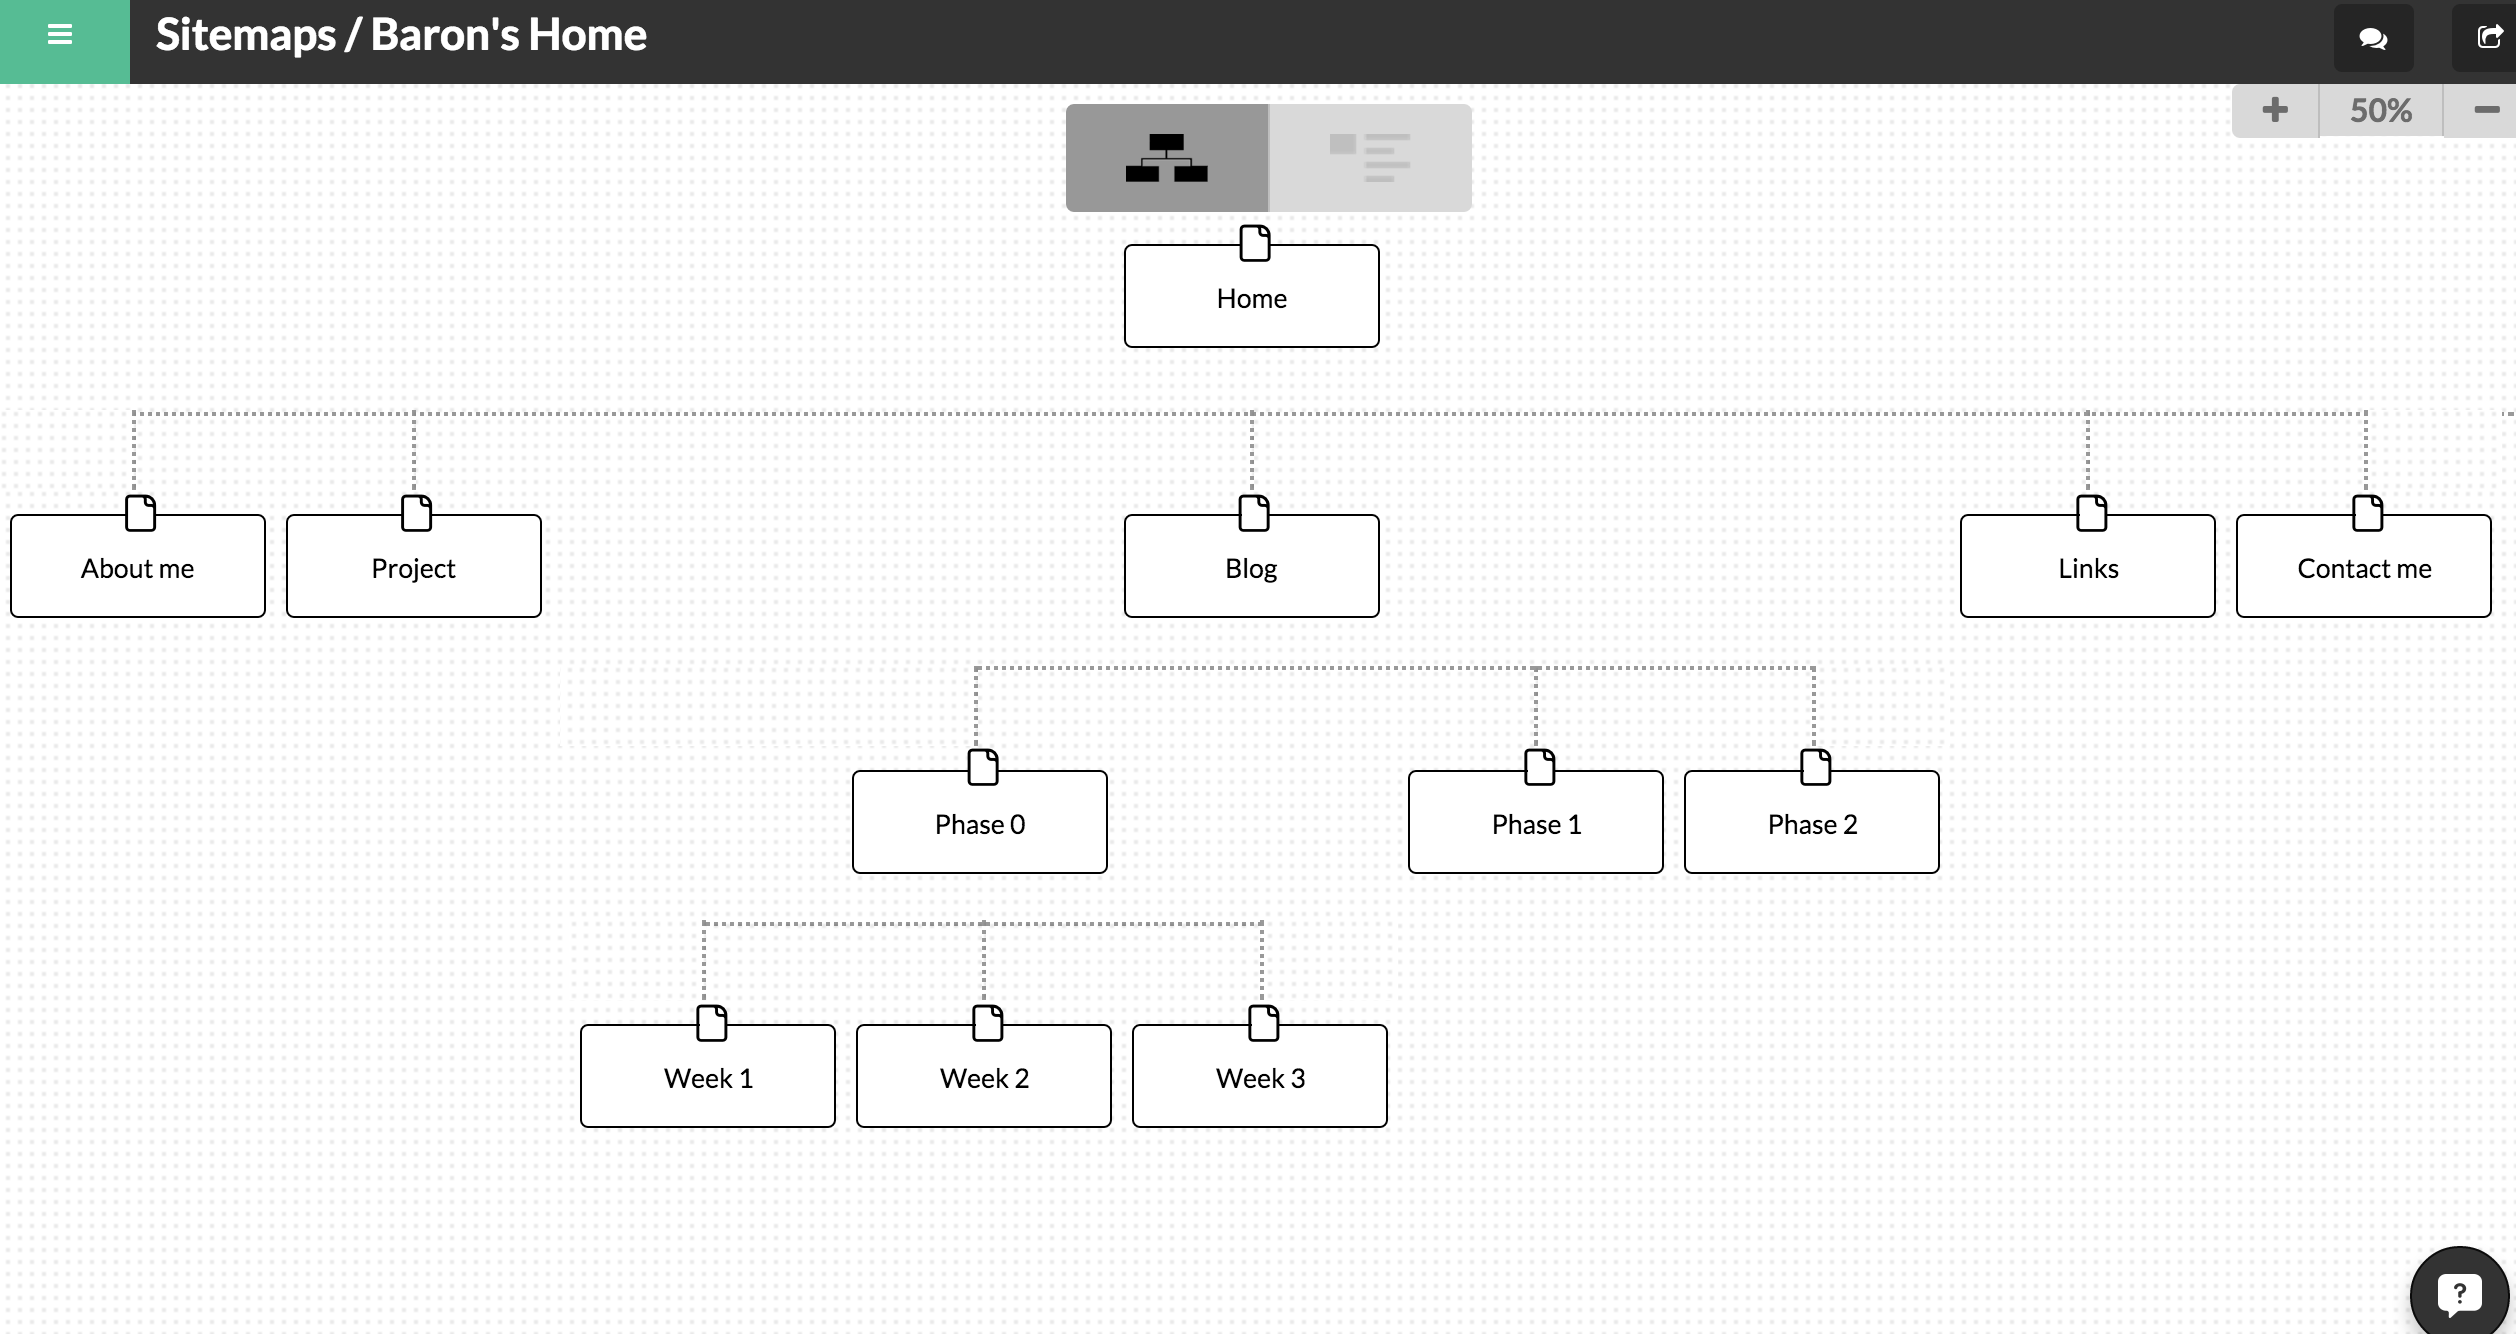 Sitemaps / Baron's Home
50%
Home
About me
Project
Blog
Links
Contact me
Phase 0
Phase 1
Phase 2
Week 1
Week 2
Week 3
?